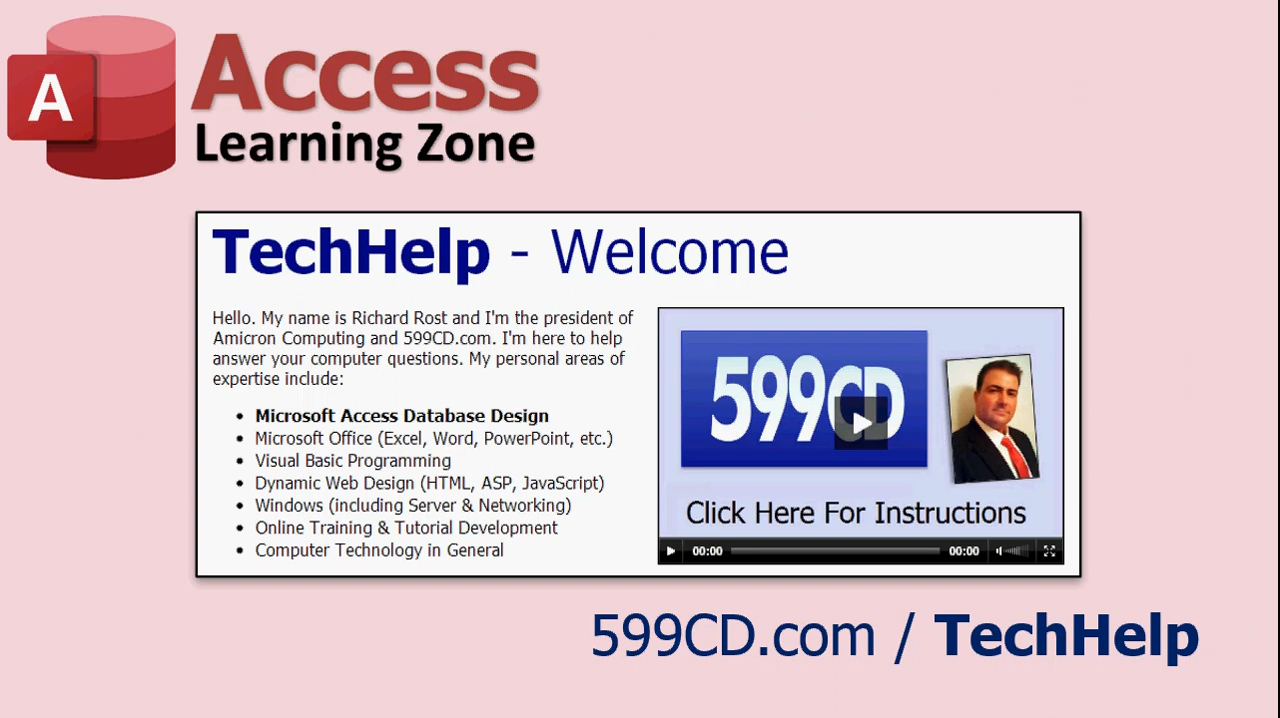 A
Access
Learning Zone
TechHelp - Welcome
Hello. My name is Richard Rost and I'm the president of
Amicron Computing and 599CD.com. I'm here to help
answer your computer questions. My personal areas of
expertise include:
• Microsoft Access Database Design
• Microsoft Office (Excel, Word, PowerPoint, etc.)
• Visual Basic Programming
• Dynamic Web Design (HTML, ASP, JavaScript)
• Windows (including Server & Networking)
• Online Training & Tutorial Development
• Computer Technology in General
599CD
Click Here For Instructions
00:00 00:00
599CD.com / TechHelp